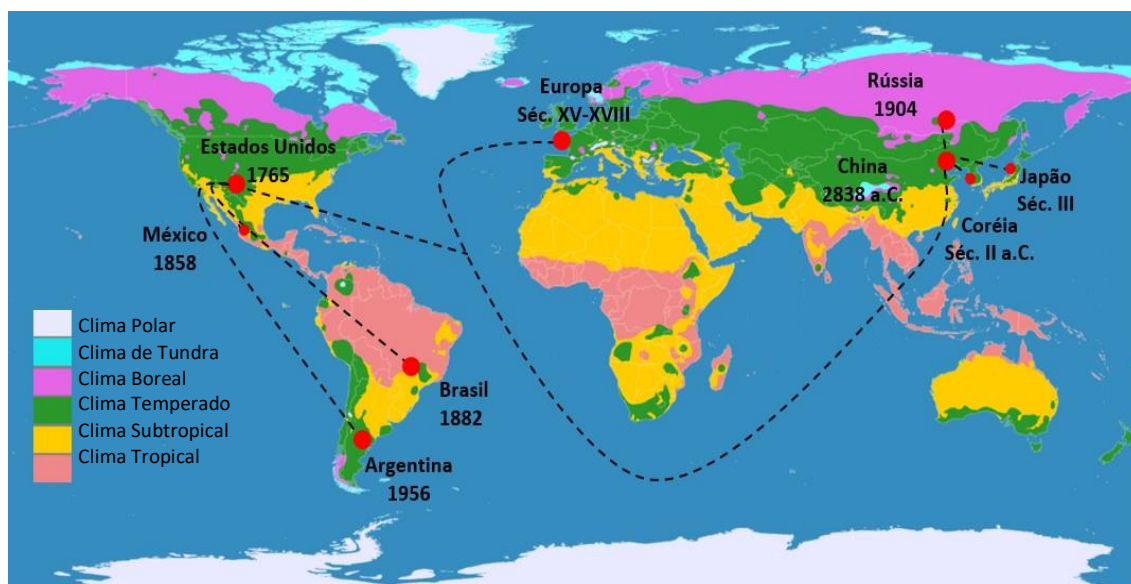 Europa
Séc. XV-XVIII
Rússia
1904
Estados Unidos
1765
China
2838 a.C.
Japão
Séc. III
Coréia
Séc. II a.C.
México
1858
Brasil
1882
Argentina
1956
Clima Polar
Clima de Tundra
Clima Boreal
Clima Temperado
Clima Subtropical
Clima Tropical